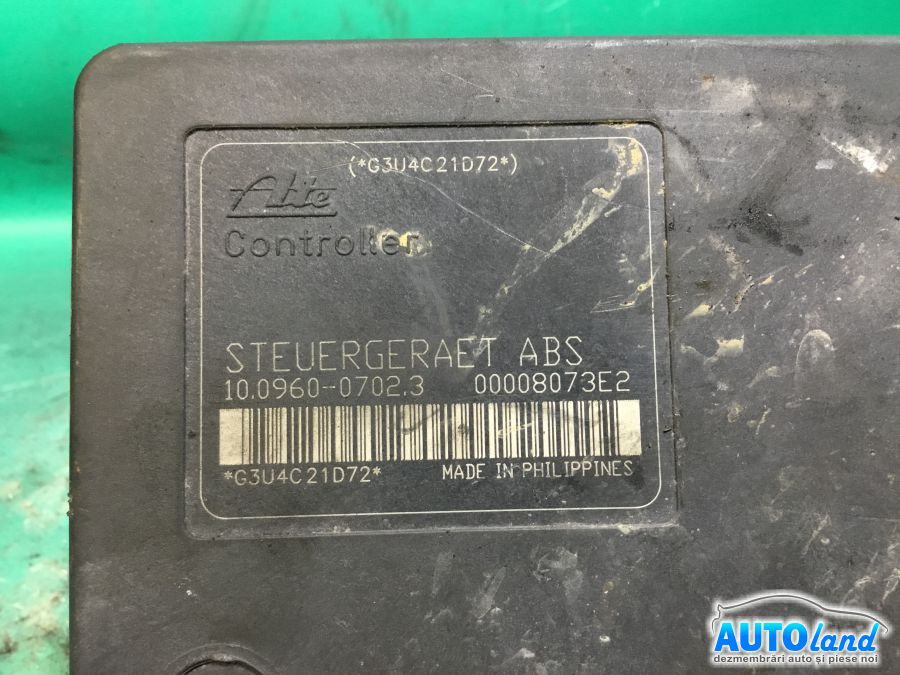 (*G3U4C21D72*)
Ate
Controller
STEUERGERAET ABS
10.0960-0702.3 00008073E2
*G3U4C21D72* MADE IN PHILIPPINES
AUTOland
dezmembrări auto și piese noi